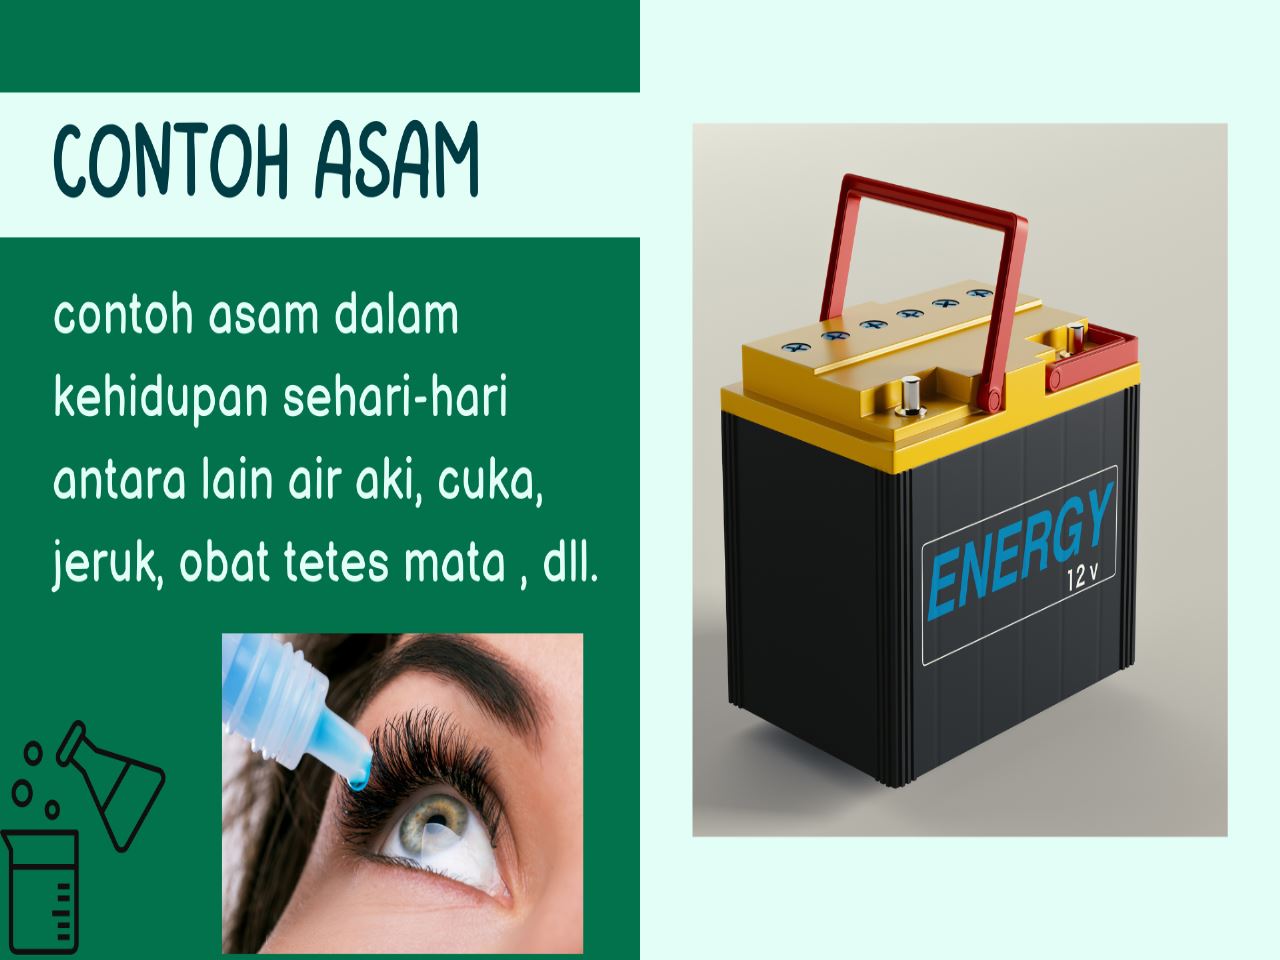 CONTOH ASAM
contoh asam dalam
kehidupan sehari-hari
antara lain air aki, cuka,
jeruk, obat tetes mata , dll.
ENERGY
12 v